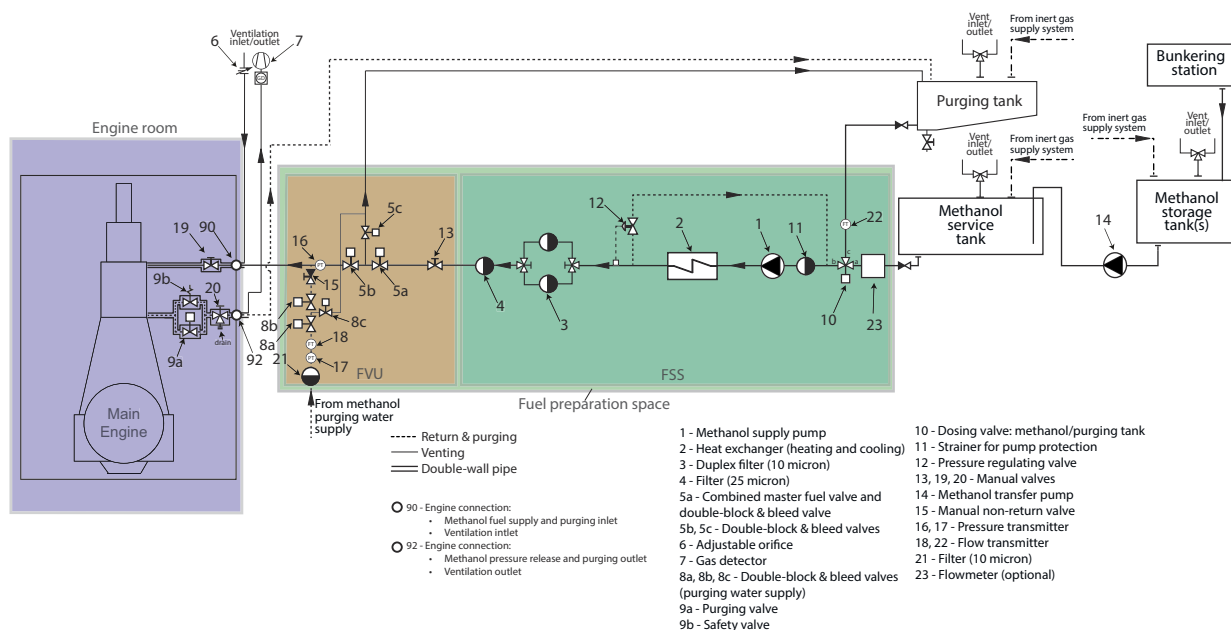 Ventilation
inlet/outlet
6
7
GD
Vent
inlet/
outlet
From inert gas
supply system
Purging tank
Bunkering
station
From inert gas
supply system
Vent
inlet/
outlet
From inert gas
supply system
Vent
inlet/
outlet
Methanol
service
tank
14
Methanol
storage
tank(s)
Engine room
19
90
9b
20
drain
9a
92
Main
Engine
5c
16
PT
13
15
5b
5a
8b
8c
8a
FT
18
PT
17
21
FVU
From methanol
purging water
supply
12
2
1
11
FT
22
c
b
a
10
23
4
3
FSS
Fuel preparation space
Return & purging
Venting
Double-wall pipe
90 - Engine connection:
• Methanol fuel supply and purging inlet
• Ventilation intlet
92 - Engine connection:
• Methanol pressure release and purging outlet
• Ventilation outlet
1 - Methanol supply pump
2 - Heat exchanger (heating and cooling)
3 - Duplex filter (10 micron)
4 - Filter (25 micron)
5a - Combined master fuel valve and
double-block & bleed valve
5b, 5c - Double-block & bleed valves
6 - Adjustable orifice
7 - Gas detector
8a, 8b, 8c - Double-block & bleed valves
(purging water supply)
9a - Purging valve
9b - Safety valve
10 - Dosing valve: methanol/purging tank
11 - Strainer for pump protection
12 - Pressure regulating valve
13, 19, 20 - Manual valves
14 - Methanol transfer pump
15 - Manual non-return valve
16, 17 - Pressure transmitter
18, 22 - Flow transmitter
21 - Filter (10 micron)
23 - Flowmeter (optional)